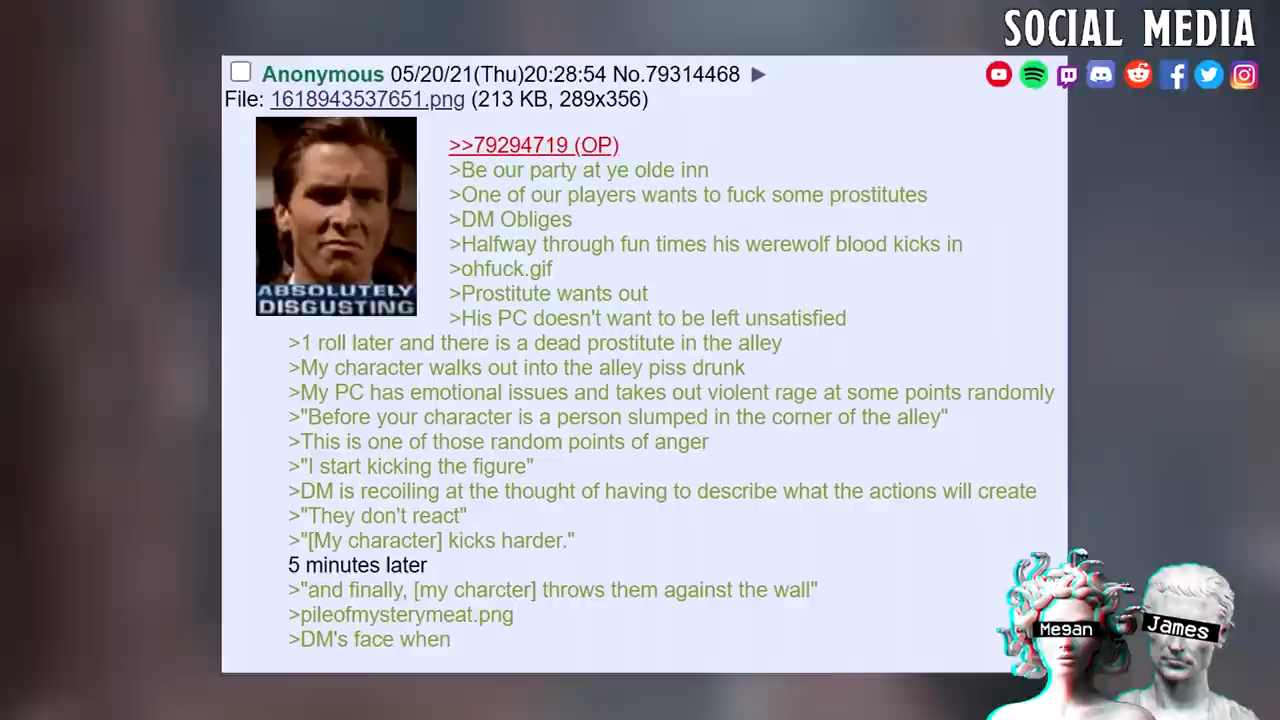 SOCIAL MEDIA
Anonymous 05/20/21(Thu)20:28:54 No.79314468 ▶
File: 1618943537651.png (213 KB, 289x356)
ABSOLUTELY
DISGUSTING
>>79294719 (OP)
>Be our party at ye olde inn
>One of our players wants to fuck some prostitutes
>DM Obliges
>Halfway through fun times his werewolf blood kicks in
>ohfuck.gif
>Prostitute wants out
>His PC doesn't want to be left unsatisfied
>1 roll later and there is a dead prostitute in the alley
>My character walks out into the alley piss drunk
>My PC has emotional issues and takes out violent rage at some points randomly
>"Before your character is a person slumped in the corner of the alley"
>This is one of those random points of anger
>"I start kicking the figure"
>DM is recoiling at the thought of having to describe what the actions will create
>"They don't react"
>"[My character] kicks harder."
5 minutes later
>"and finally, [my charcter] throws them against the wall"
>pileofmysterymeat.png
>DM's face when
Megan
James